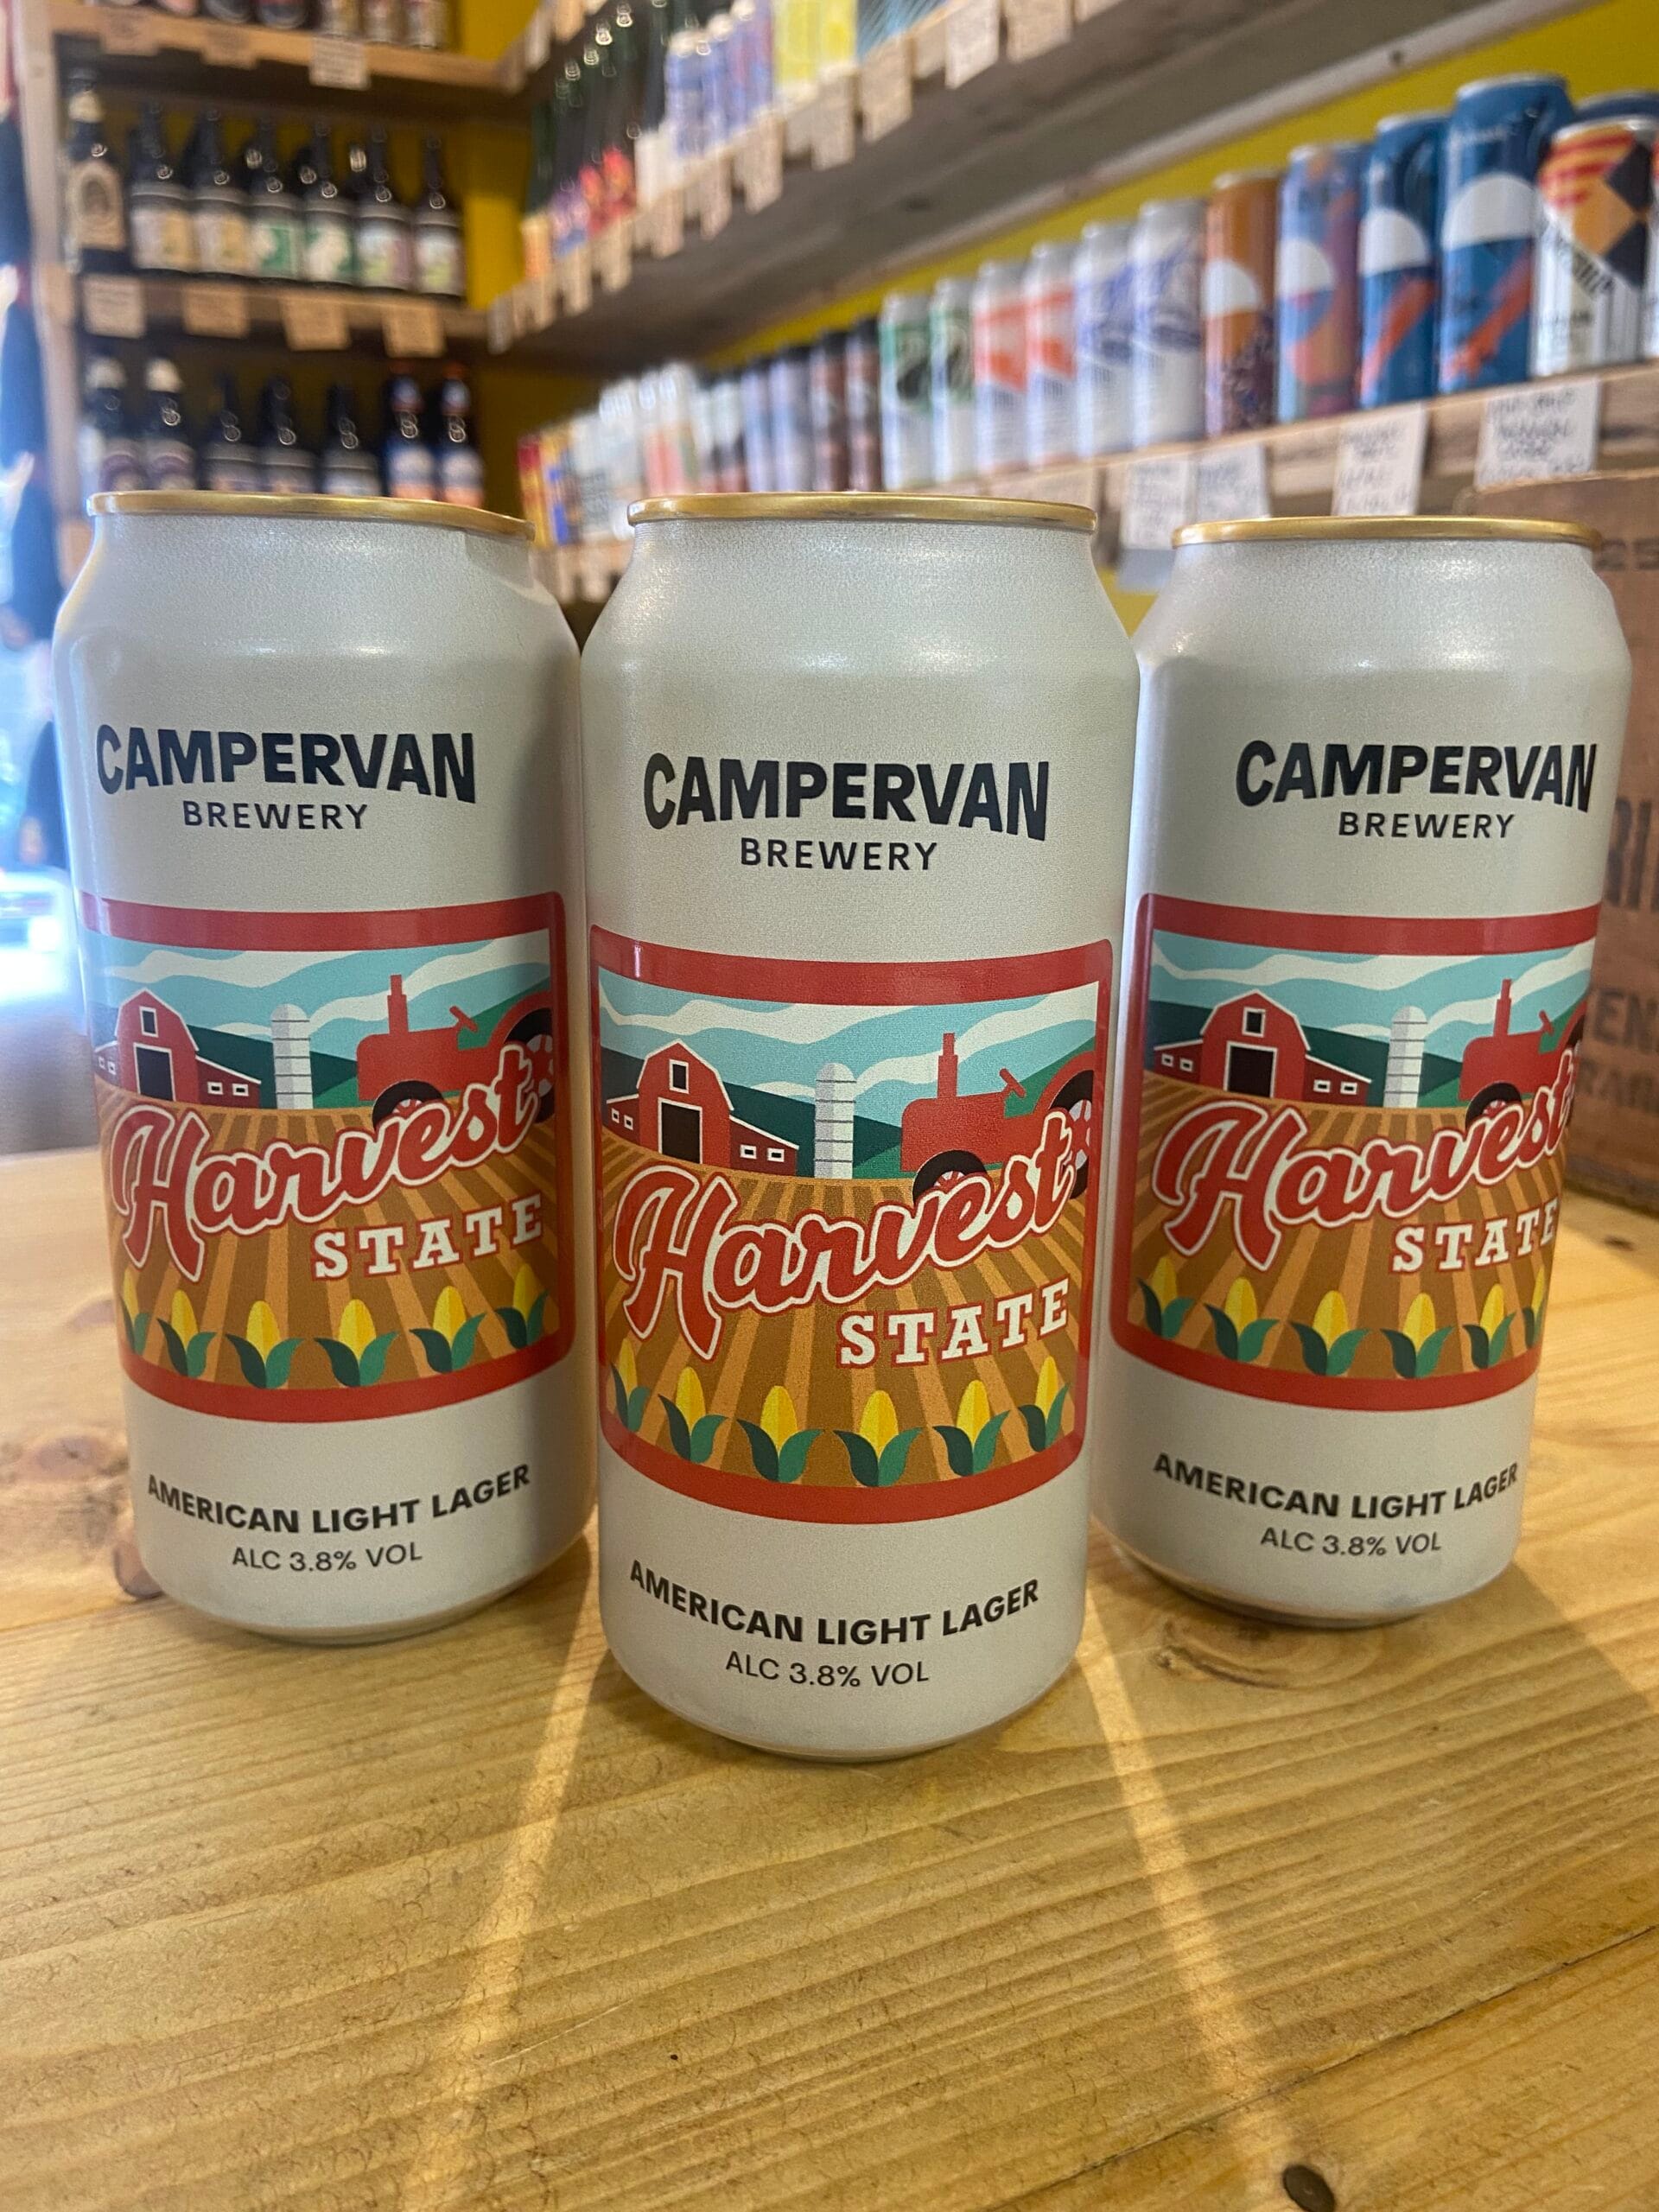 CAMPERVAN
BREWERY
Harvest
STATE
AMERICAN LIGHT LAGER
ALC 3.8% VOL
CAMPERVAN
BREWERY
Harvest
STATE
AMERICAN LIGHT LAGER
ALC 3.8% VOL
CAMPERVAN
BREWERY
Harvest
STATE
AMERICAN LIGHT LAGER
ALC 3.8% VOL